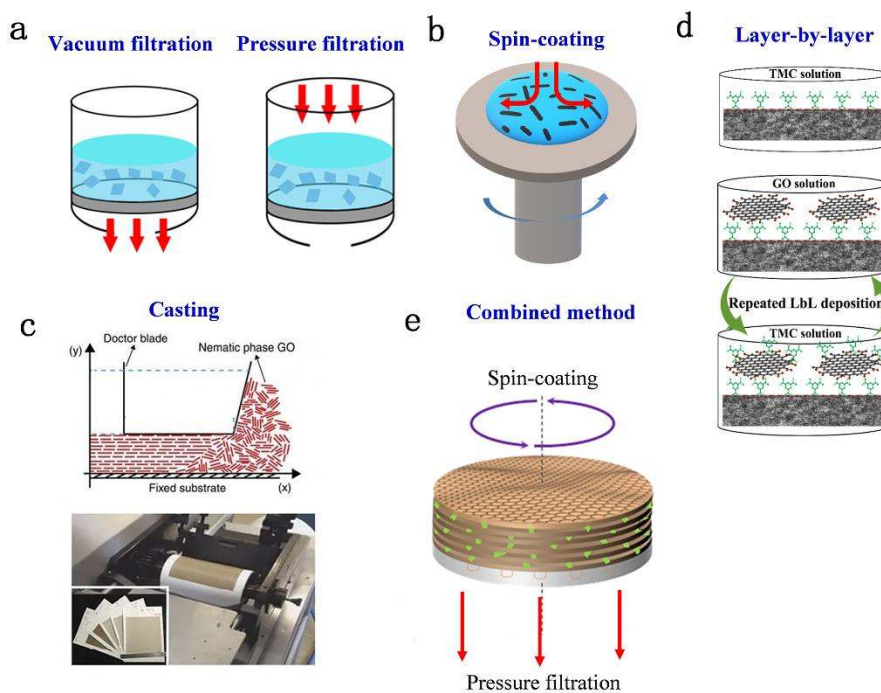 a
Vacuum filtration
Pressure filtration
b
Spin-coating
d
Layer-by-layer
TMC solution
GO solution
Repeated LbL deposition
TMC solution
c
Casting
(y)
Doctor blade
Nematic phase GO
Fixed substrate
(x)
e
Combined method
Spin-coating
Pressure filtration